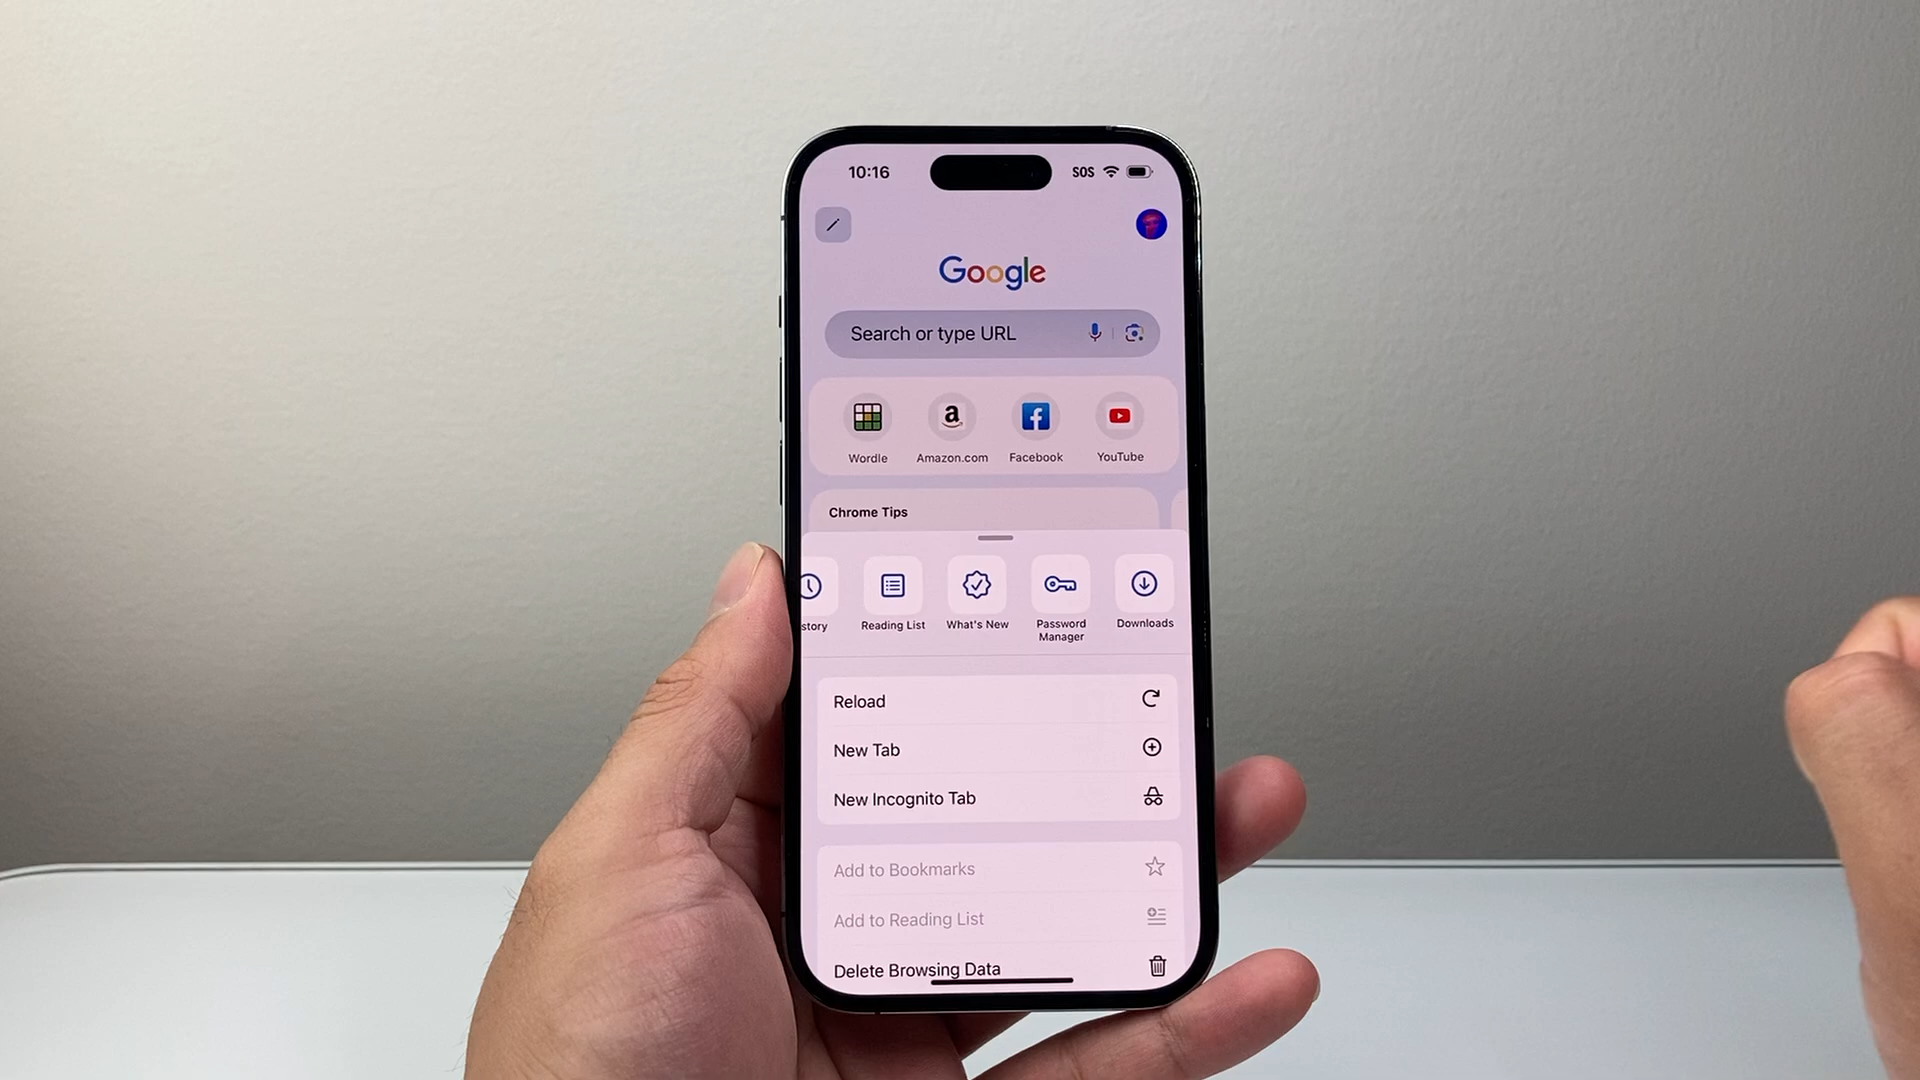 10:16 SOS
Google
Search or type URL
Wordle Amazon.com Facebook YouTube
Chrome Tips
story Reading List What's New Password Manager Downloads
Reload
New Tab
New Incognito Tab
Add to Bookmarks
Add to Reading List
Delete Browsing Data